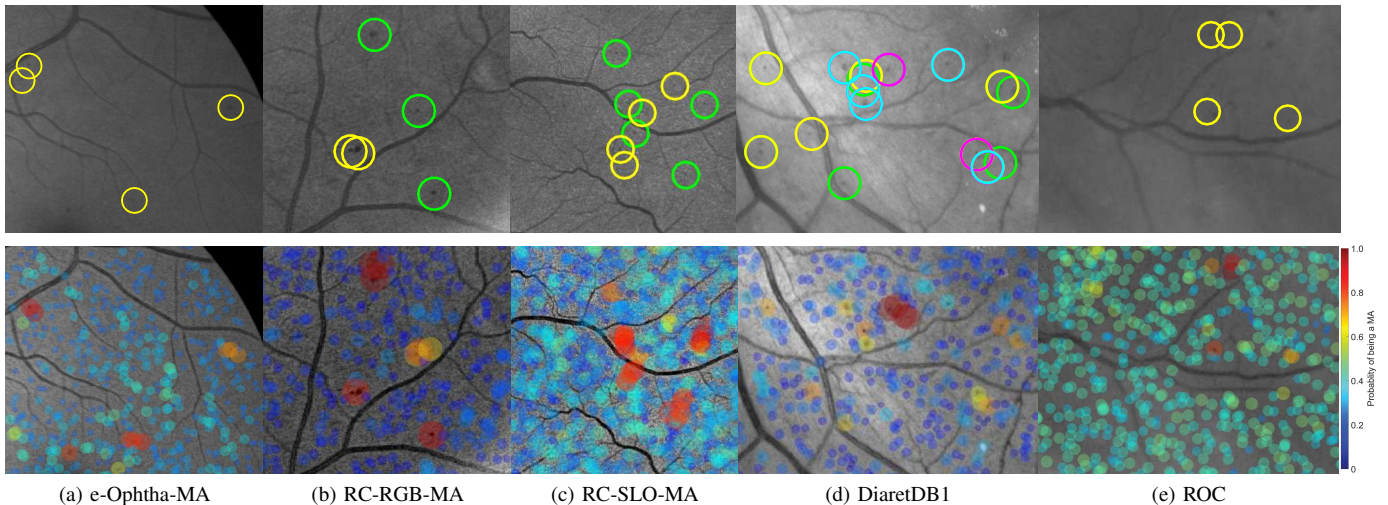 1.0
0.8
0.6
0.4
0.2
0
Probablity of being a MA
(a) e-Ophtha-MA
(b) RC-RGB-MA
(c) RC-SLO-MA
(d) DiaretDB1
(e) ROC